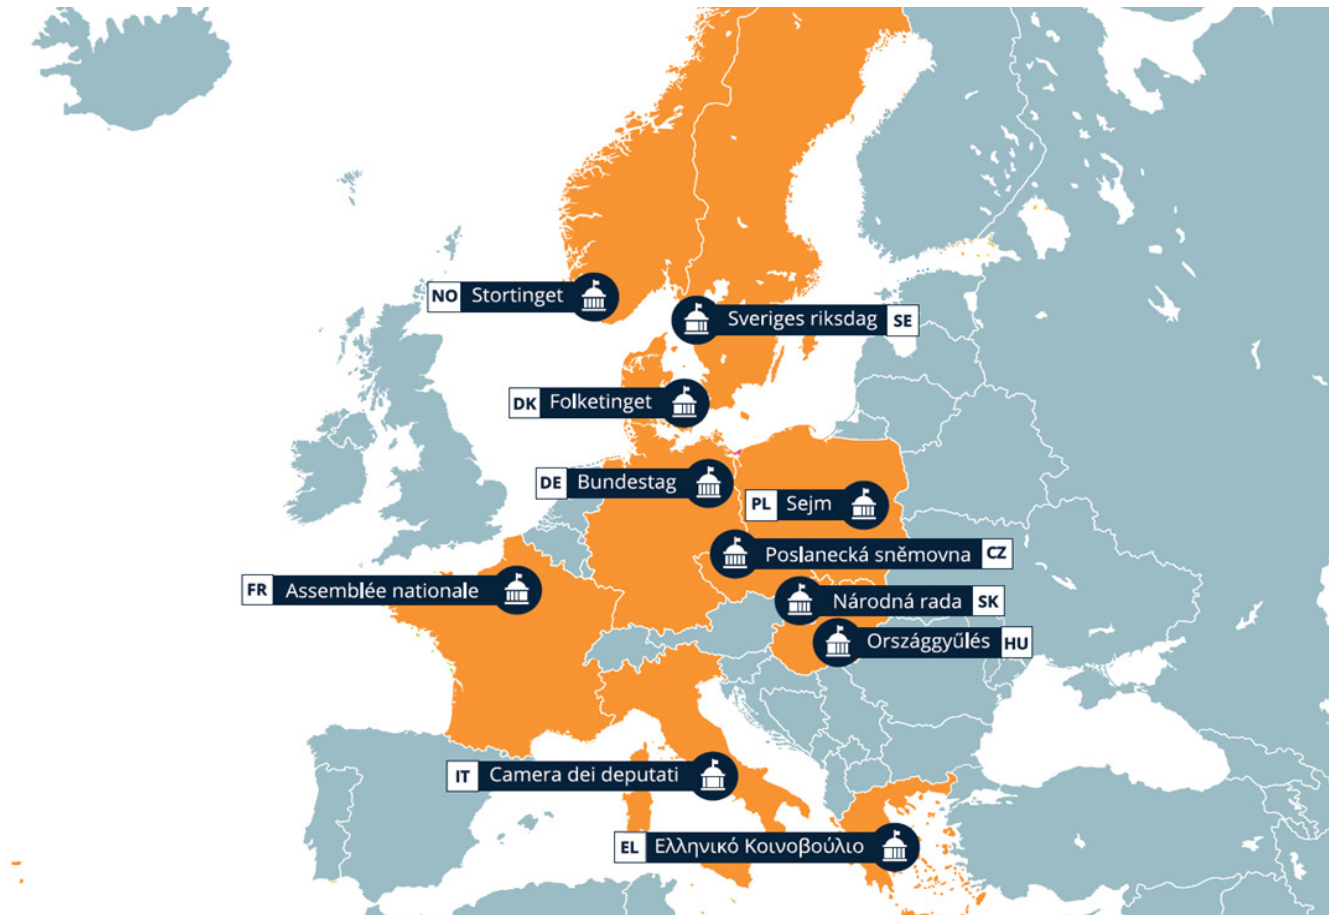 NO Stortinget
Sveriges riksdag SE
DK Folketinget
DE Bundestag
PL Sejm
Poslanecká sněmovna CZ
FR Assemblée nationale
Národná rada SK
Országgyűlés HU
IT Camera dei deputati
EL Ελληνικό Κοινοβούλιο